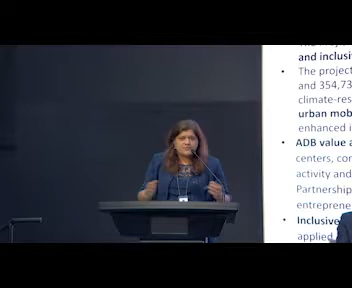 and inclusi
• The project
and 354,73
climate-res
urban mob
enhanced i
• ADB value a
centers, con
activity and
Partnership
entreprene
• Inclusive
applied